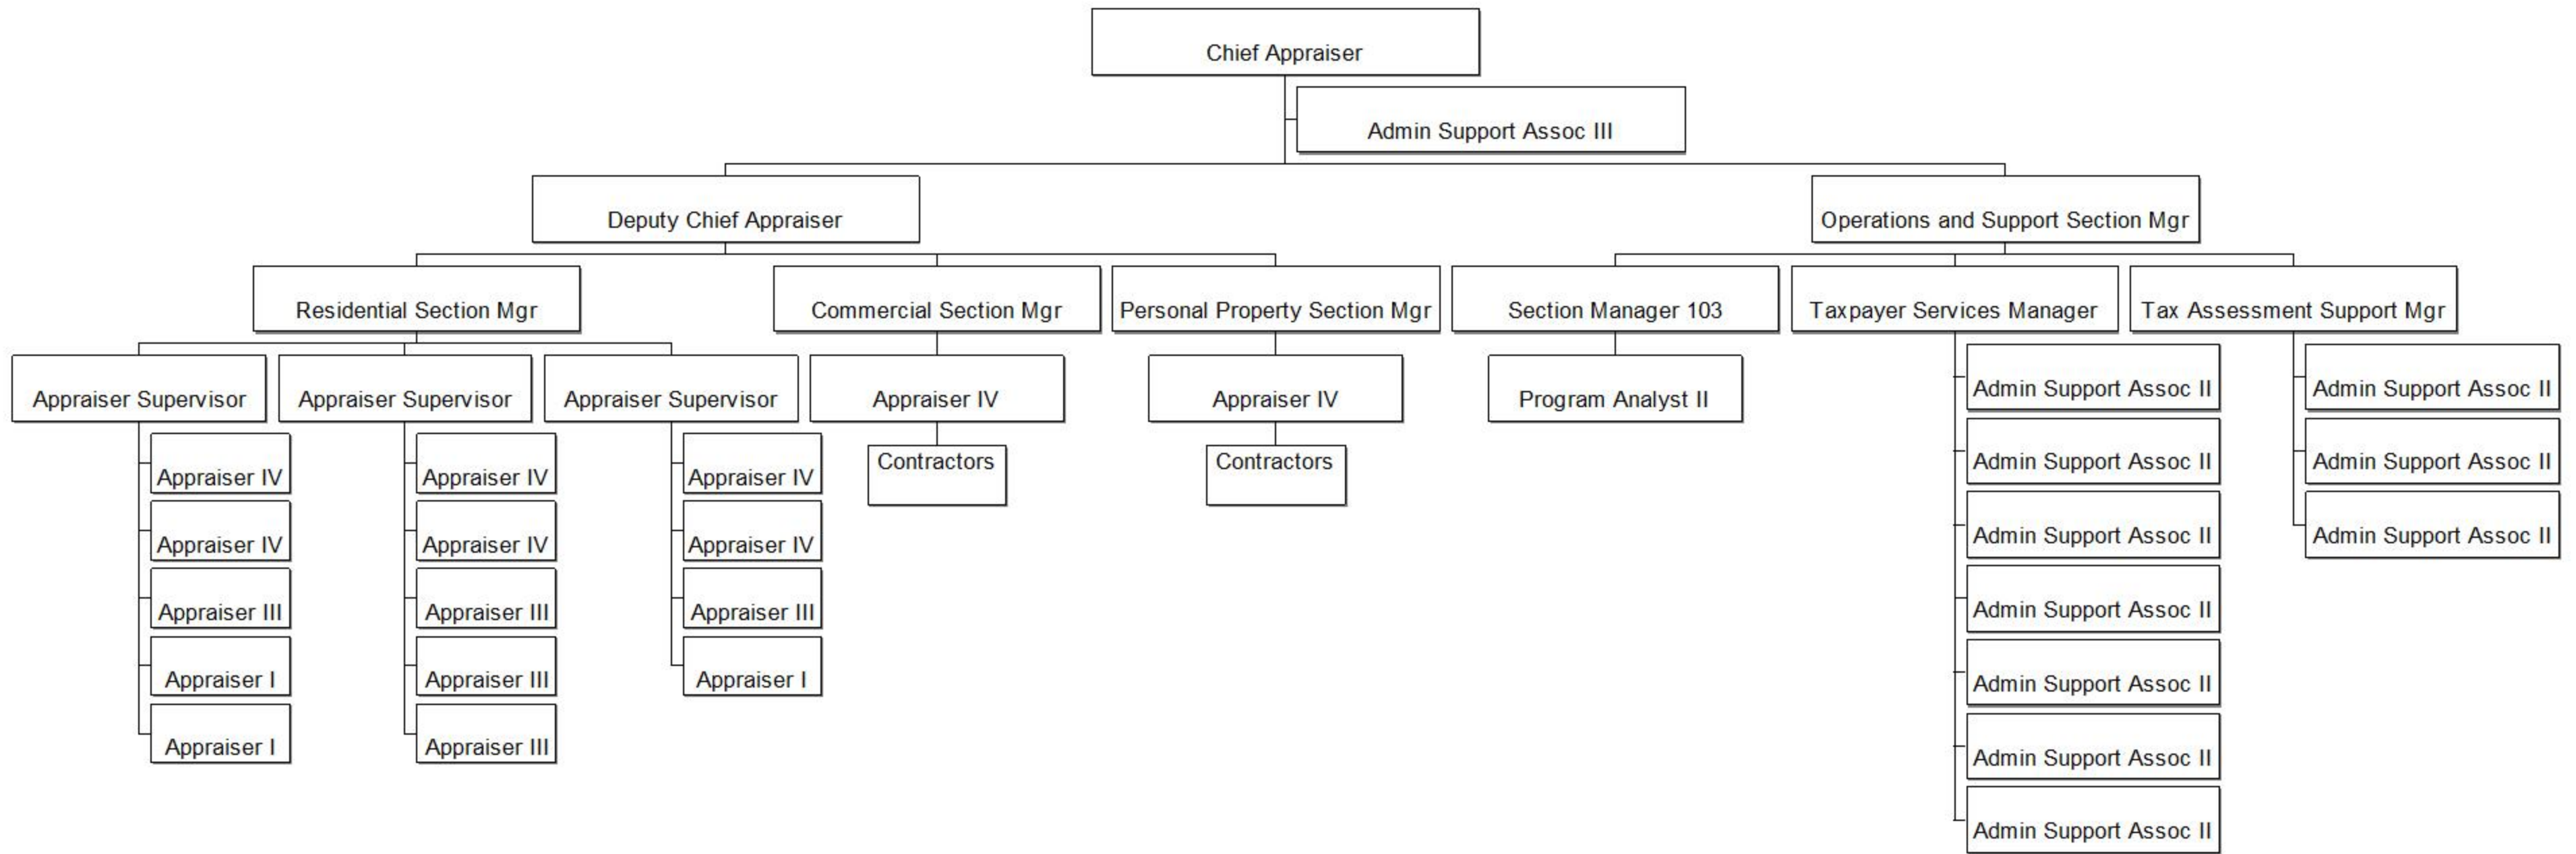 Chief Appraiser
Admin Support Assoc III
Deputy Chief Appraiser
Operations and Support Section Mgr
Residential Section Mgr
Commercial Section Mgr
Personal Property Section Mgr
Section Manager 103
Taxpayer Services Manager
Tax Assessment Support Mgr
Appraiser Supervisor
Appraiser Supervisor
Appraiser Supervisor
Appraiser IV
Appraiser IV
Program Analyst II
Admin Support Assoc II
Admin Support Assoc II
Contractors
Contractors
Admin Support Assoc II
Admin Support Assoc II
Appraiser IV
Appraiser IV
Appraiser IV
Admin Support Assoc II
Admin Support Assoc II
Appraiser IV
Appraiser IV
Appraiser IV
Appraiser III
Appraiser III
Appraiser III
Admin Support Assoc II
Appraiser I
Appraiser III
Appraiser I
Admin Support Assoc II
Appraiser I
Appraiser III
Admin Support Assoc II
Admin Support Assoc II